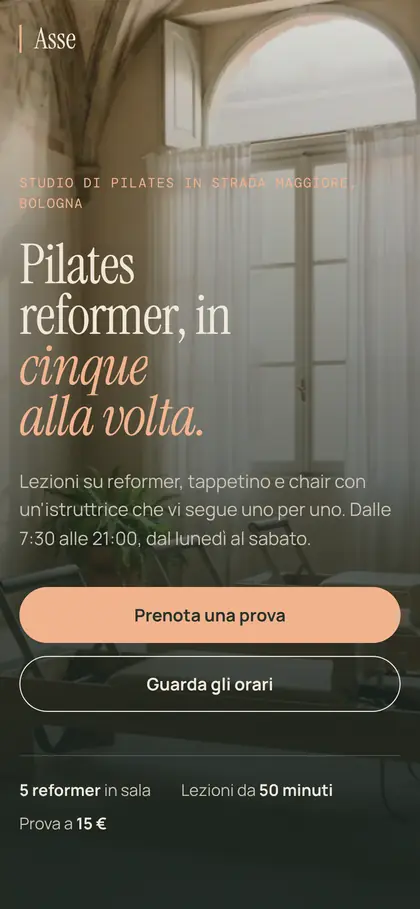 Asse
STUDIO DI PILATES IN STRADA MAGGIORE,
BOLOGNA
Pilates
reformer, in
cinque
alla volta.
Lezioni su reformer, tappetino e chair con
un'istruttrice che vi segue uno per uno. Dalle
7:30 alle 21:00, dal lunedì al sabato.
Prenota una prova
Guarda gli orari
5 reformer in sala Lezioni da 50 minuti
Prova a 15 €